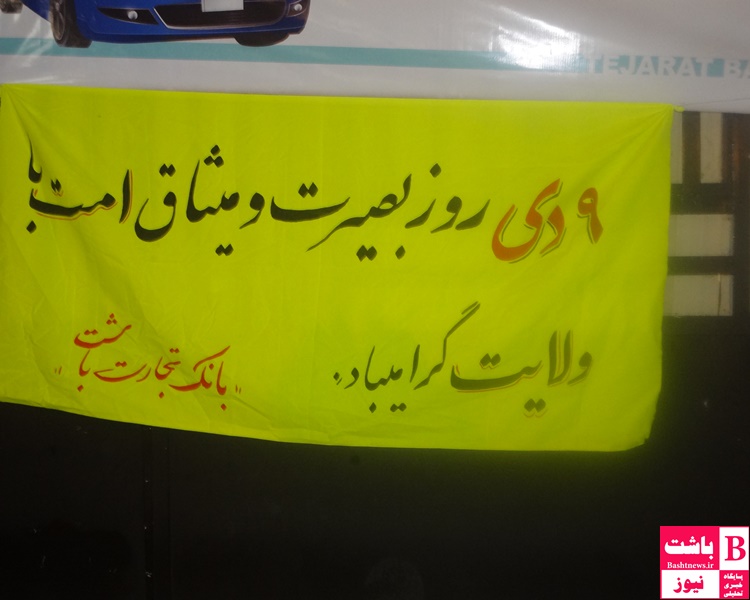 TEJARAT BA
۹ دی روز بصیرت و میثاق امت با
ولایت گرامیباد.
"بانک تجارت باشت"
باشت
Bashtnews.ir
نیوز
B
پایگاه
خبری
تحلیلی